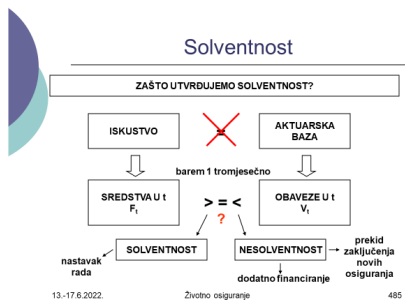 Solventnost
ZAŠTO UTVRĐUJEMO SOLVENTNOST?
ISKUSTVO
=
AKTUARSKA
BAZA
barem 1 tromjesečno
SREDSTVA U t
Ft
> = <
?
OBAVEZE U t
Vt
SOLVENTNOST
NESOLVENTNOST
nastavak
rada
dodatno financiranje
prekid
zaključenja
novih
osiguranja
13.-17.6.2022.
Životno osiguranje
485